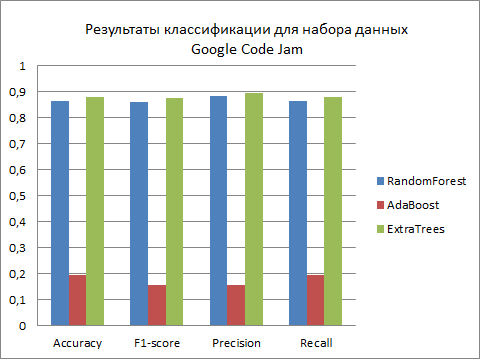 Результаты классификации для набора данных
Google Code Jam
1
0,9
0,8
0,7
0,6
0,5
0,4
0,3
0,2
0,1
0
Accuracy F1-score Precision Recall
RandomForest
AdaBoost
ExtraTrees